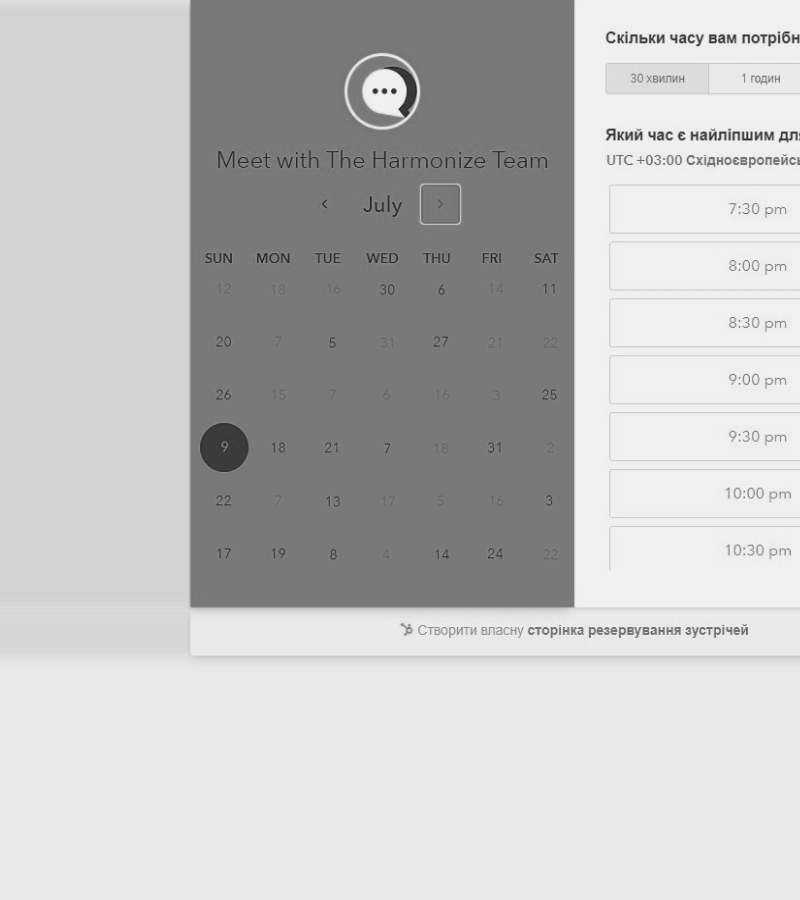 Meet with The Harmonize Team
July
SUN MON TUE WED THU FRI SAT
12 18 16 30 6 14 11
20 7 5 31 27 21 22
26 15 7 6 16 3 25
9 18 21 7 18 31 2
22 7 13 17 5 16 3
17 19 8 4 14 24 22
Скільки часу вам потрібн
30 хвилин 1 годин
Який час є найліпшим дл
UTC +03:00 Східноєвропейс
7:30 pm
8:00 pm
8:30 pm
9:00 pm
9:30 pm
10:00 pm
10:30 pm
Створити власну сторінка резервування зустрічей